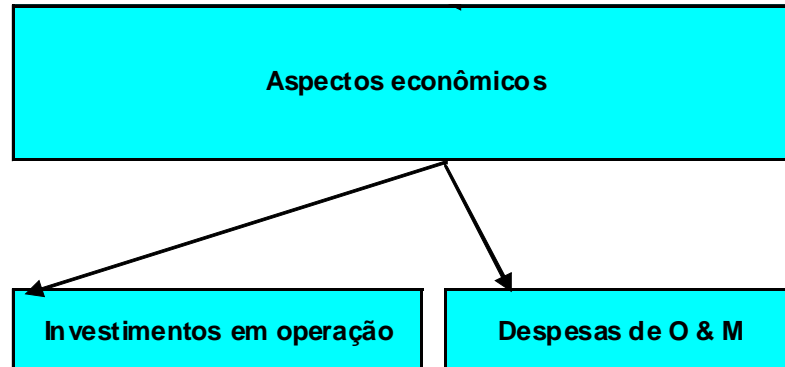 Aspectos econômicos
Investimentos em operação
Despesas de O & M